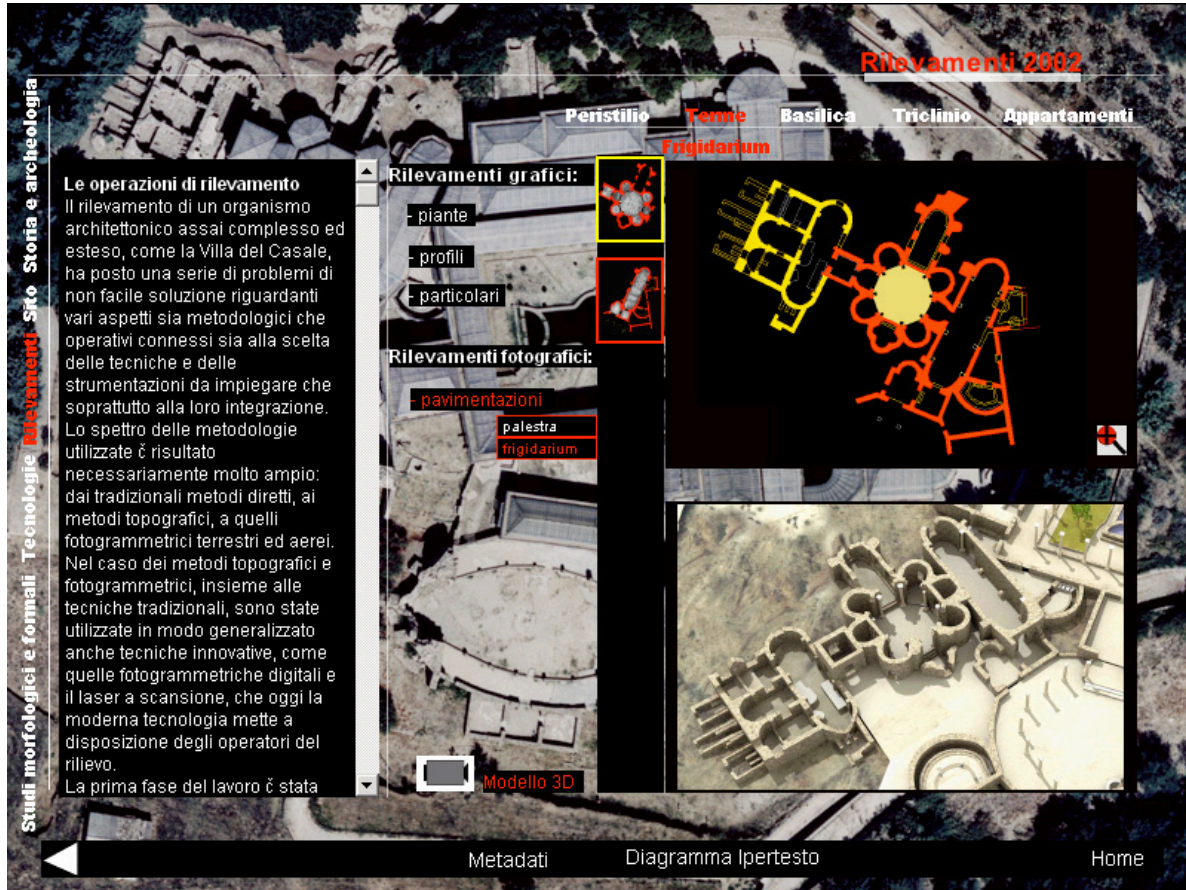 Rilevamenti 2002
Peristilio Terme Basilica Triclinio Appartamenti
Frigidarium
Storia e archeologia
Sito
Rilevamenti
Tecnologie
Studi morfologici e formali
Le operazioni di rilevamento
Il rilevamento di un organismo
architettonico assai complesso ed
esteso, come la Villa del Casale,
ha posto una serie di problemi di
non facile soluzione riguardanti
vari aspetti sia metodologici che
operativi connessi sia alla scelta
delle tecniche e delle
strumentazioni da impiegare che
soprattutto alla loro integrazione.
Lo spettro delle metodologie
utilizzate č risultato
necessariamente molto ampio:
dai tradizionali metodi diretti, ai
metodi topografici, a quelli
fotogrammetrici terrestri ed aerei.
Nel caso dei metodi topografici e
fotogrammetrici, insieme alle
tecniche tradizionali, sono state
utilizzate in modo generalizzato
anche tecniche innovative, come
quelle fotogrammetriche digitali e
il laser a scansione, che oggi la
moderna tecnologia mette a
disposizione degli operatori del
rilievo.
La prima fase del lavoro č stata
Rilevamenti grafici:
- piante
- profili
- particolari
Rilevamenti fotografici:
- pavimentazioni
palestra
frigidarium
Modello 3D
Metadati
Diagramma Ipertesto
Home